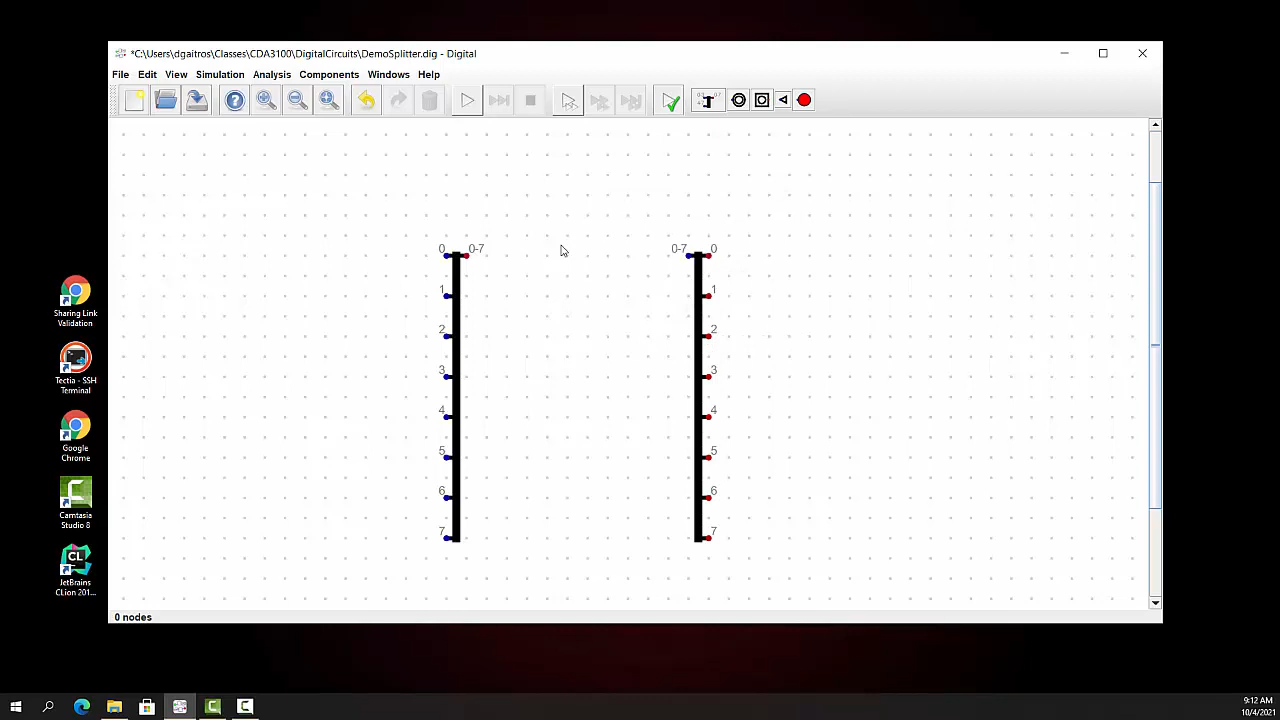 *C:\Users\dgaitros\Classes\CDA3100\DigitalCircuits\DemoSplitter.dig - Digital
File Edit View Simulation Analysis Components Windows Help
0 0-7 0-7 0
1 1
2 2
3 3
4 4
5 5
6 6
7 7
Sharing Link
Validation
Tectia - SSH
Terminal
Google
Chrome
Camtasia
Studio 8
CL
JetBrains
CLion 201...
0 nodes
9:12 AM
10/4/2021